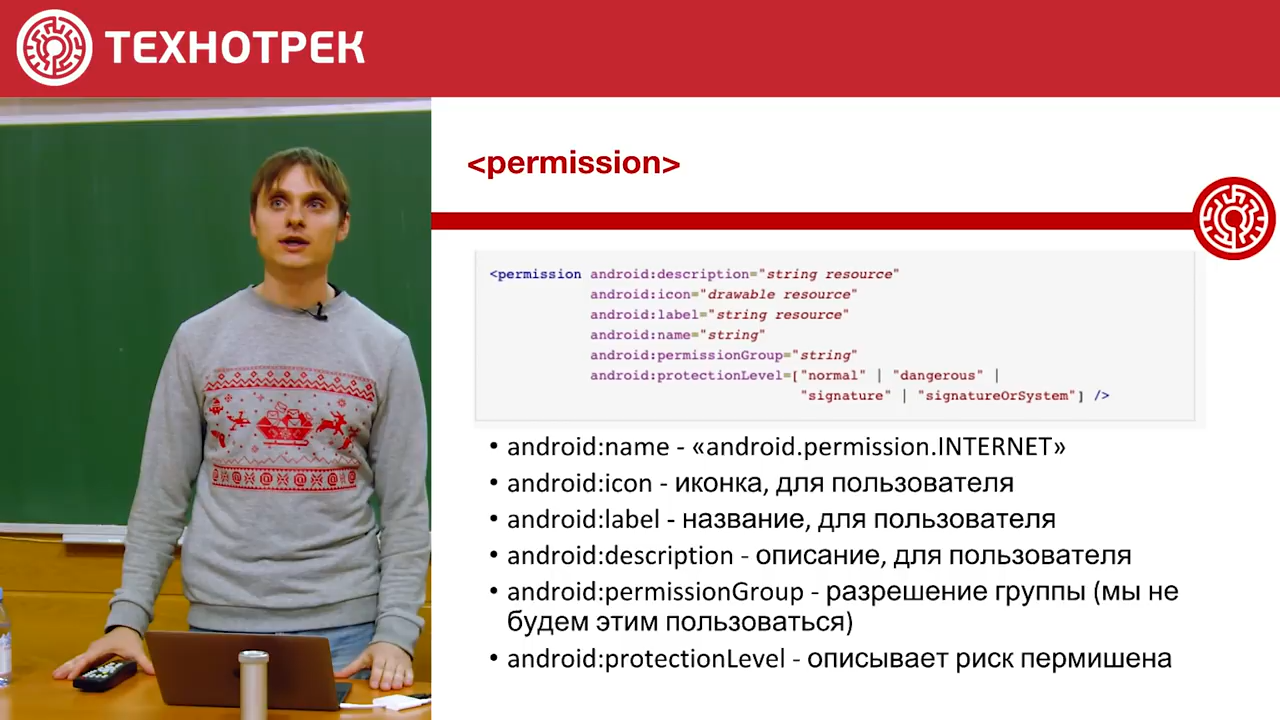 ТЕХНОТРЕК
<permission>
<permission android:description="string resource"
android:icon="drawable resource"
android:label="string resource"
android:name="string"
android:permissionGroup="string"
android:protectionLevel=["normal" | "dangerous" |
"signature" | "signatureOrSystem"] />
• android:name - «android.permission.INTERNET»
• android:icon - иконка, для пользователя
• android:label - название, для пользователя
• android:description - описание, для пользователя
• android:permissionGroup - разрешение группы (мы не
будем этим пользоваться)
• android:protectionLevel - описывает риск пермишена